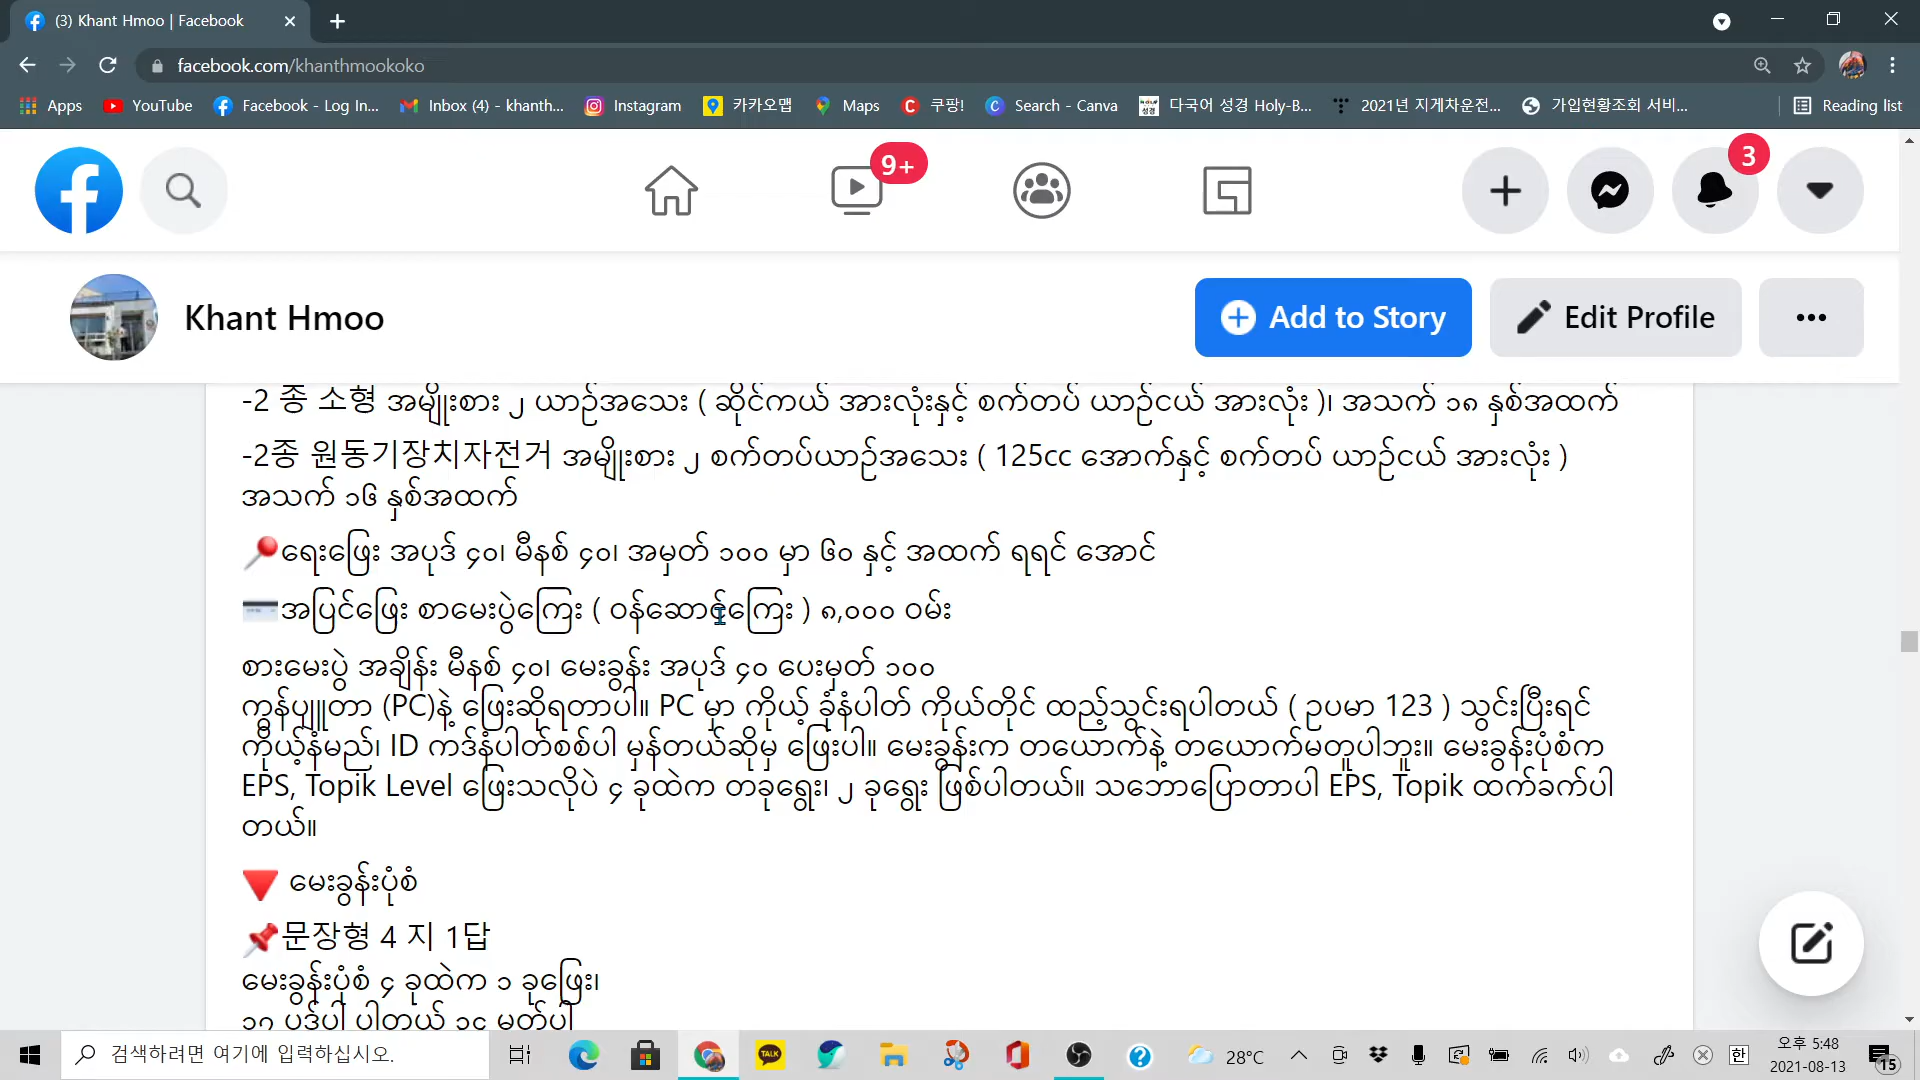 (3) Khant Hmoo | Facebook
facebook.com/khanthmookoko
Apps YouTube Facebook - Log In... Inbox (4) - khanth... Instagram 카카오맵 Maps 쿠팡! Search - Canva 다국어 성경 Holy-B... 2021년 지게차운전... 가입현황조회 서비... Reading list
9+ 3
Khant Hmoo Add to Story Edit Profile
-2 종 소형 အမျိုးစား ၂ ယာဉ်အသေး ( ဆိုင်ကယ် အားလုံးနှင့် စက်တပ် ယာဉ်ငယ် အားလုံး )၊ အသက် ၁၈ နှစ်အထက်
-2종 원동기장치자전거 အမျိုးစား ၂ စက်တပ်ယာဉ်အသေး ( 125cc အောက်နှင့် စက်တပ် ယာဉ်ငယ် အားလုံး )
အသက် ၁၆ နှစ်အထက်
ရေးဖြေး အပုဒ် ၄၀၊ မီနစ် ၄၀၊ အမှတ် ၁၀၀ မှာ ၆၀ နှင့် အထက် ရရင် အောင်
အပြင်ဖြေး စာမေးပွဲကြေး ( ဝန်ဆောင်ကြေး ) ၈,၀၀၀ ဝမ်း
စားမေးပွဲ အချိန်း မီနစ် ၄၀၊ မေးခွန်း အပုဒ် ၄၀ ပေးမှတ် ၁၀၀
ကွန်ပျူတာ (PC)နဲ့ ဖြေးဆိုရတာပါ။ PC မှာ ကိုယ့် ခုံနံပါတ် ကိုယ်တိုင် ထည့်သွင်းရပါတယ် ( ဥပမာ 123 ) သွင်းပြီးရင်
ကိုယ့်နံမည်၊ ID ကဒ်နံပါတ်စစ်ပါ မှန်တယ်ဆိုမှ ဖြေးပါ။ မေးခွန်းက တယောက်နဲ့ တယောက်မတူပါဘူး။ မေးခွန်းပုံစံက
EPS, Topik Level ဖြေးသလိုပဲ ၄ ခုထဲက တခုရွေး၊ ၂ ခုရွေး ဖြစ်ပါတယ်။ သဘောပြောတာပါ EPS, Topik ထက်ခက်ပါ
တယ်။
မေးခွန်းပုံစံ
문장형 4 지 1답
မေးခွန်းပုံစံ ၄ ခုထဲက ၁ ခုဖြေး၊
၁၇ ပုဒ်ပါ ပါတယ်
검색하려면 여기에 입력하십시오. TALK 28°C 한 오후 5:48
2021-08-13 15